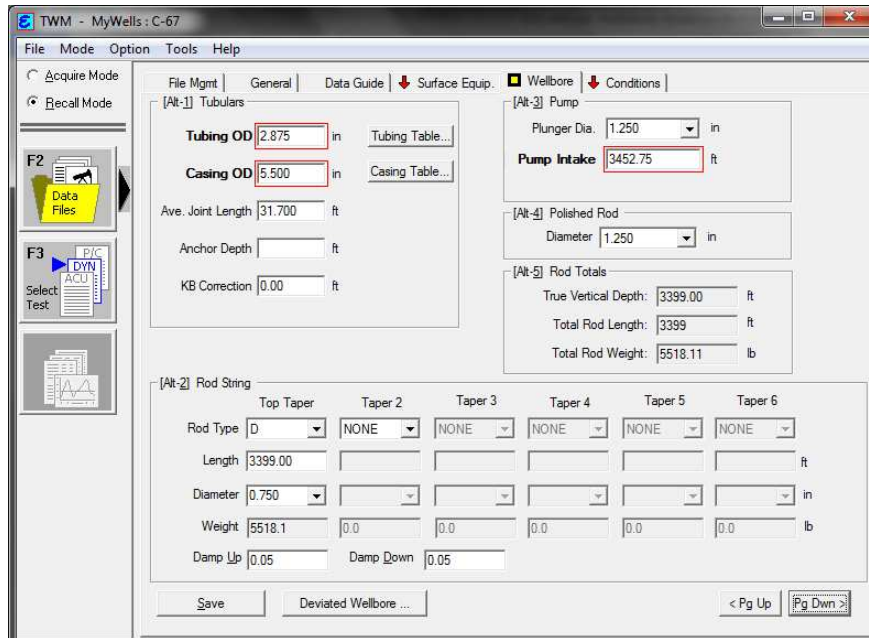 TWM - MyWells : C-67
File Mode Option Tools Help
Acquire Mode
Recall Mode
F2
Data
Files
F3
P/C
DYN
ACU
Select
Test
File Mgmt General Data Guide Surface Equip. Wellbore Conditions
[Alt-1] Tubulars
Tubing OD 2.875 in Tubing Table...
Casing OD 5.500 in Casing Table...
Ave. Joint Length 31.700 ft
Anchor Depth ft
KB Correction 0.00 ft
[Alt-3] Pump
Plunger Dia. 1.250 in
Pump Intake 3452.75 ft
[Alt-4] Polished Rod
Diameter 1.250 in
[Alt-5] Rod Totals
True Vertical Depth: 3399.00 ft
Total Rod Length: 3399 ft
Total Rod Weight: 5518.11 lb
[Alt-2] Rod String
Top Taper Taper 2 Taper 3 Taper 4 Taper 5 Taper 6
Rod Type D NONE NONE NONE NONE NONE
Length 3399.00 ft
Diameter 0.750 in
Weight 5518.1 0.0 0.0 0.0 0.0 0.0 lb
Damp Up 0.05 Damp Down 0.05
Save Deviated Wellbore ... < Pg Up Pg Dwn >